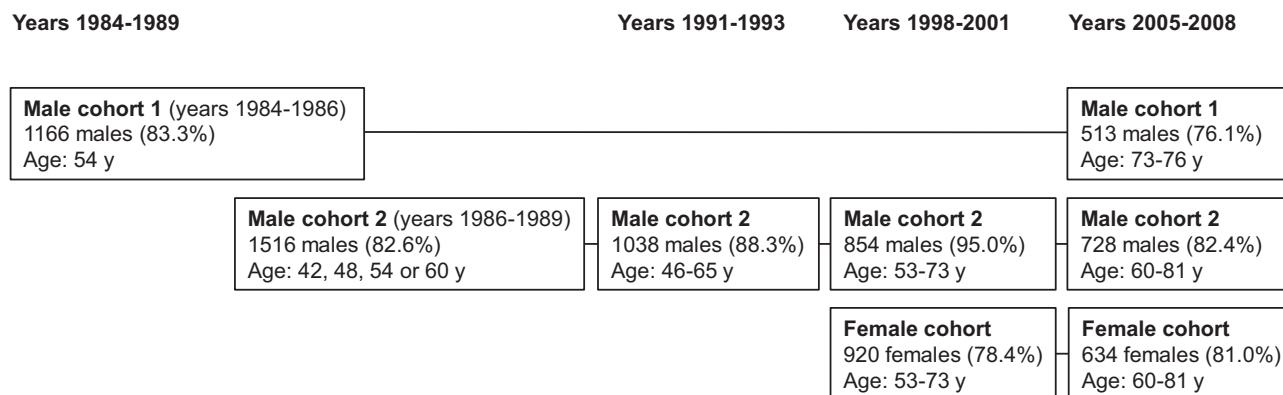 Years 1984-1989
Years 1991-1993
Years 1998-2001
Years 2005-2008
Male cohort 1 (years 1984-1986)
1166 males (83.3%)
Age: 54 y
Male cohort 1
513 males (76.1%)
Age: 73-76 y
Male cohort 2 (years 1986-1989)
1516 males (82.6%)
Age: 42, 48, 54 or 60 y
Male cohort 2
1038 males (88.3%)
Age: 46-65 y
Male cohort 2
854 males (95.0%)
Age: 53-73 y
Male cohort 2
728 males (82.4%)
Age: 60-81 y
Female cohort
920 females (78.4%)
Age: 53-73 y
Female cohort
634 females (81.0%)
Age: 60-81 y